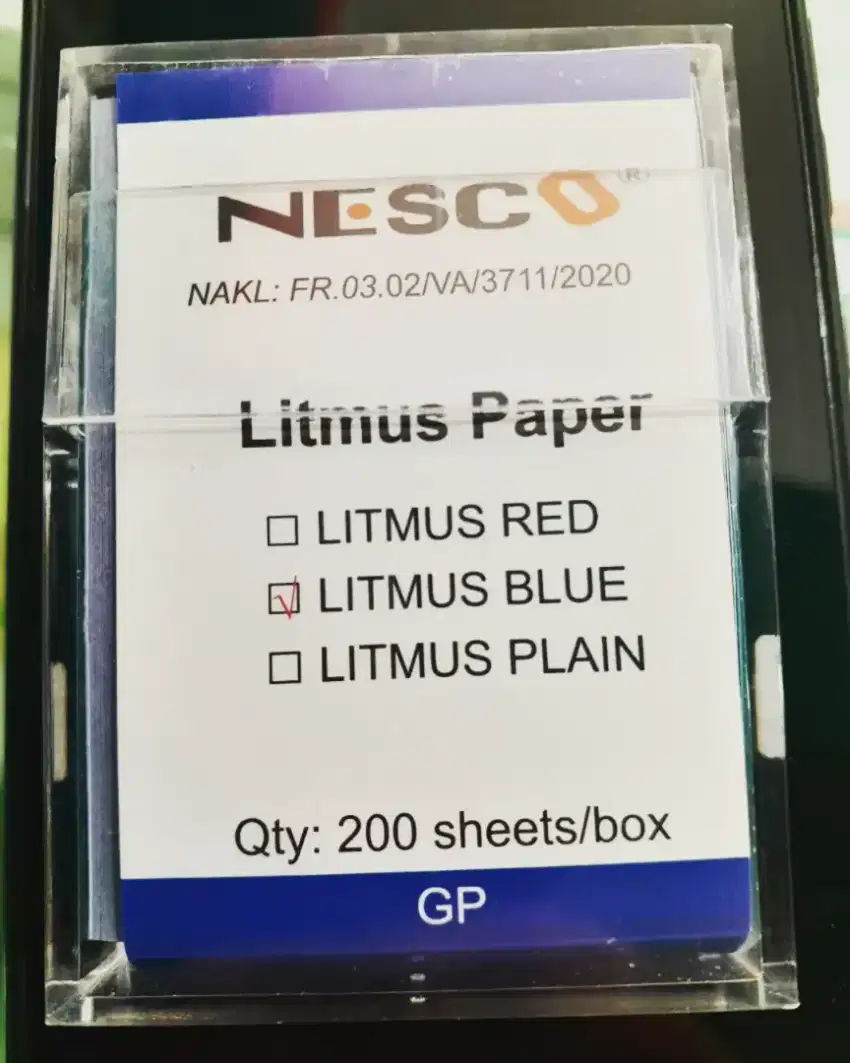 NESCO®
NAKL: FR.03.02/VA/3711/2020
Litmus Paper
☐ LITMUS RED
☑ LITMUS BLUE
☐ LITMUS PLAIN
Qty: 200 sheets/box
GP